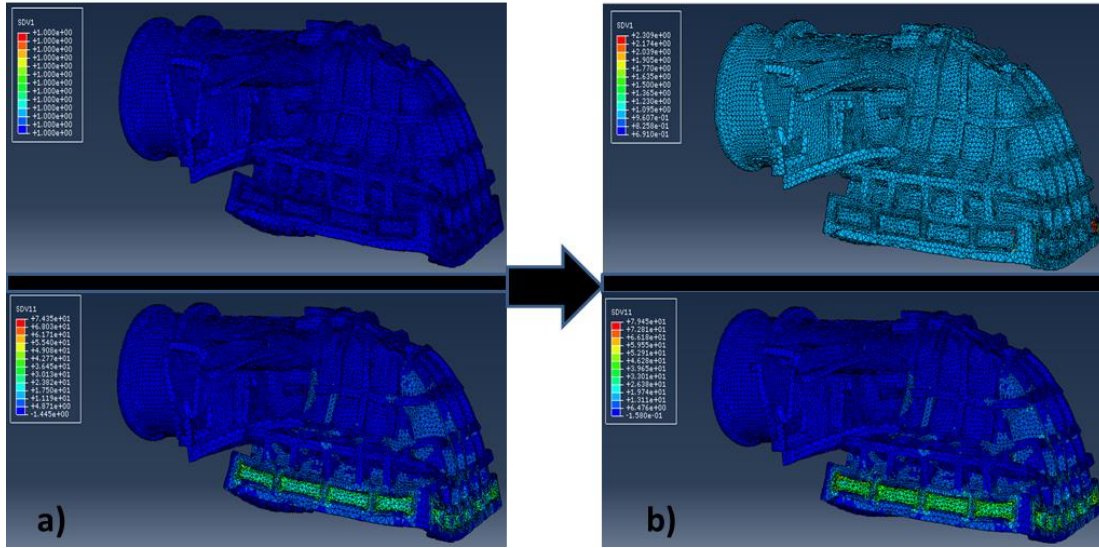 SDV1
+1.000e+00
+1.000e+00
+1.000e+00
+1.000e+00
+1.000e+00
+1.000e+00
+1.000e+00
+1.000e+00
+1.000e+00
+1.000e+00
+1.000e+00
+1.000e+00
+1.000e+00
SDV1
+2.309e+00
+2.174e+00
+2.039e+00
+1.905e+00
+1.770e+00
+1.635e+00
+1.500e+00
+1.365e+00
+1.230e+00
+1.095e+00
+9.607e-01
+8.258e-01
+6.910e-01
SDV11
+7.435e+01
+6.803e+01
+6.171e+01
+5.540e+01
+4.908e+01
+4.277e+01
+3.645e+01
+3.013e+01
+2.382e+01
+1.750e+01
+1.119e+01
+4.871e+00
-1.445e+00
a)
SDV11
+7.945e+01
+7.281e+01
+6.618e+01
+5.955e+01
+5.291e+01
+4.628e+01
+3.965e+01
+3.301e+01
+2.638e+01
+1.974e+01
+1.311e+01
+6.476e+00
-1.580e-01
b)